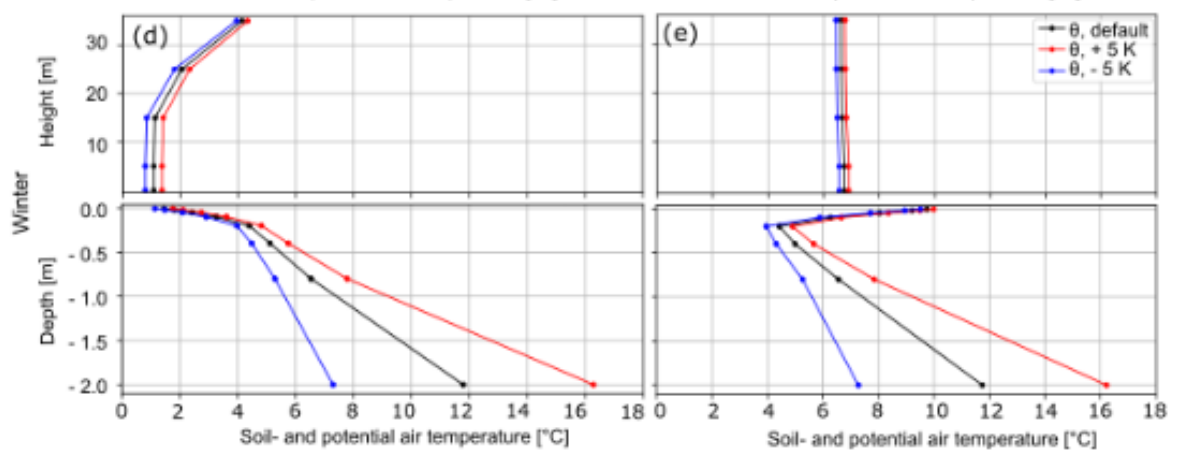 (d)
(e)
θ, default
θ, + 5 K
θ, - 5 K
Height [m]
30
20
10
Winter
Depth [m]
0.0
- 0.5
- 1.0
- 1.5
- 2.0
0 2 4 6 8 10 12 14 16 18
0 2 4 6 8 10 12 14 16 18
Soil- and potential air temperature [°C]
Soil- and potential air temperature [°C]